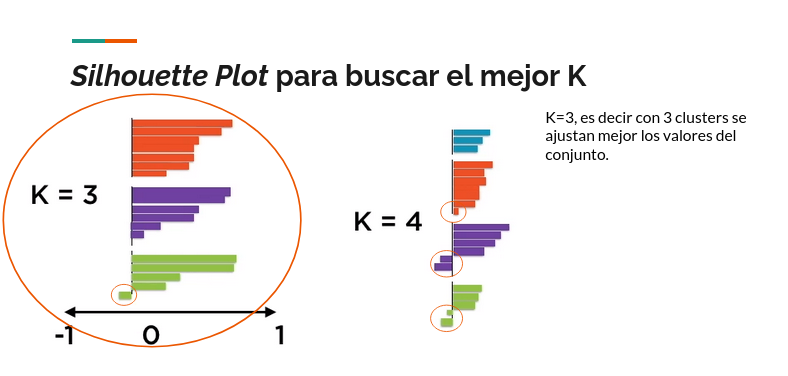 Silhouette Plot para buscar el mejor K
K=3, es decir con 3 clusters se
ajustan mejor los valores del
conjunto.
K = 3
K = 4
-1 0 1